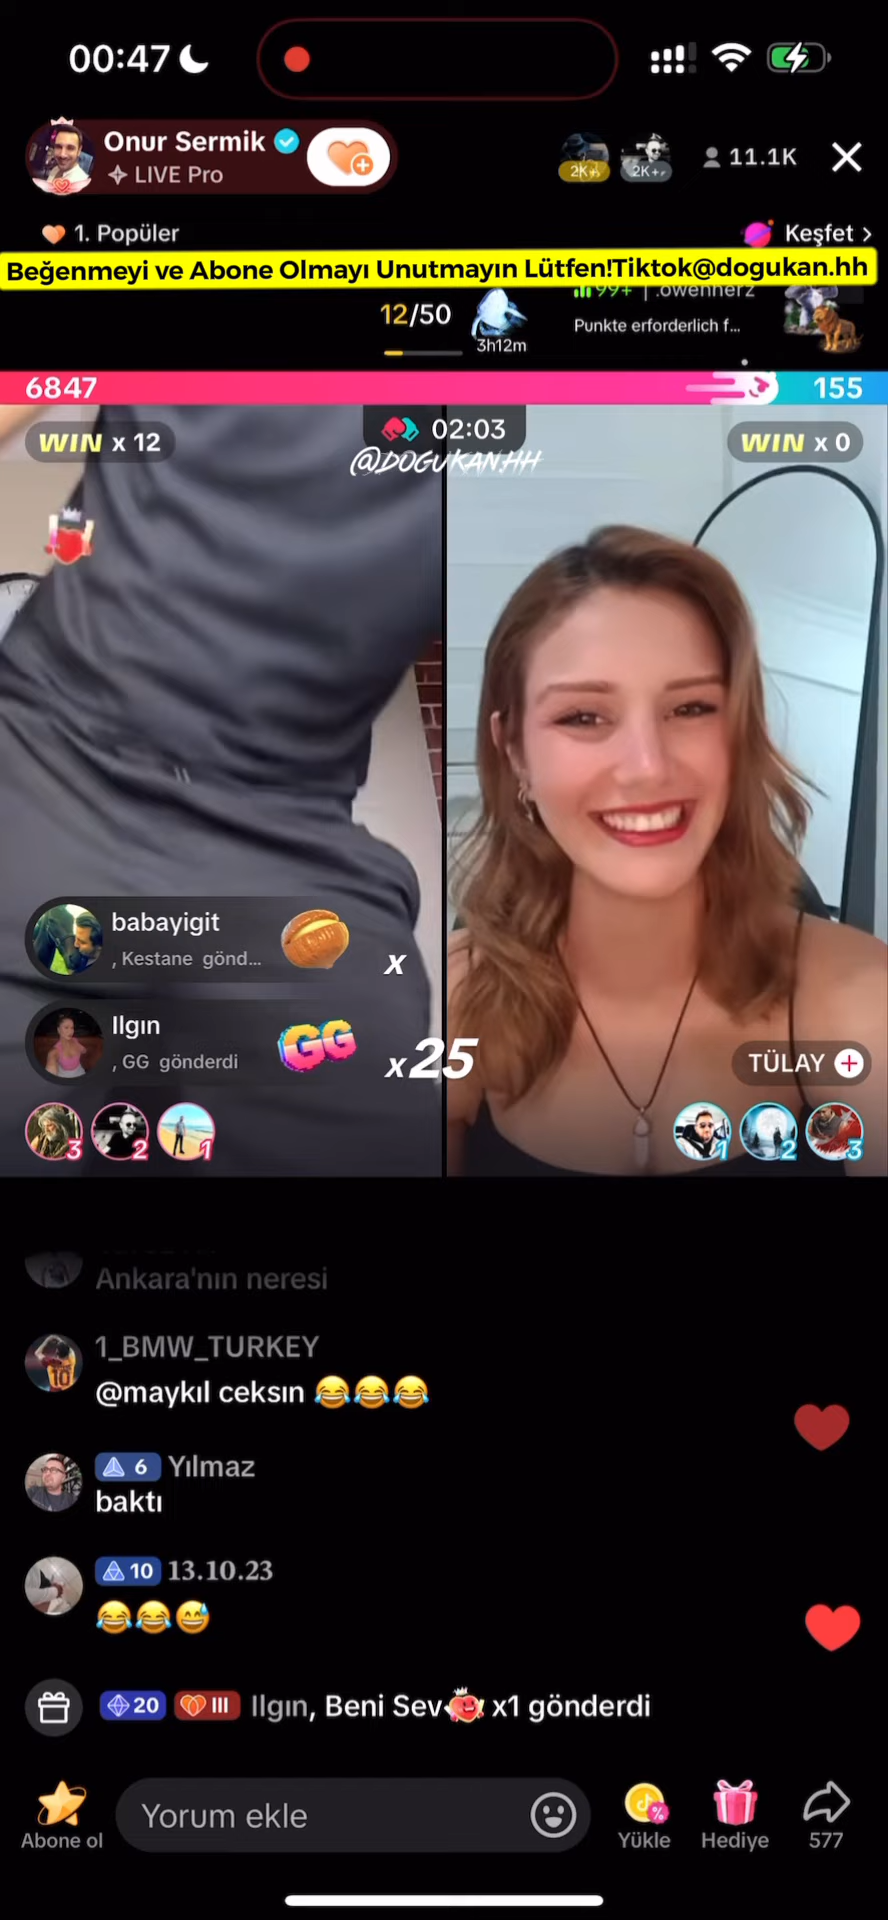 00:47
Onur Sermik
LIVE Pro
2K+
2K+
11.1K
1. Popüler
Keşfet >
Beğenmeyi ve Abone Olmayı Unutmayın Lütfen!Tiktok@dogukan.hh
12/50
3h12m
99+ | .owenherz
Punkte erforderlich f...
6847
155
WIN x 12
02:03
WIN x 0
@DOGUKAN.HH
babayigit
, Kestane gönd...
x
Ilgın
, GG gönderdi
GG
x25
TÜLAY +
3
2
1
1
2
3
Ankara'nın neresi
1_BMW_TURKEY
@maykıl ceksın 😂😂😂
10
6 Yılmaz
baktı
10 13.10.23
😂😂😅
20 III Ilgın, Beni Sev x1 gönderdi
Abone ol
Yorum ekle
Yükle
Hediye
577